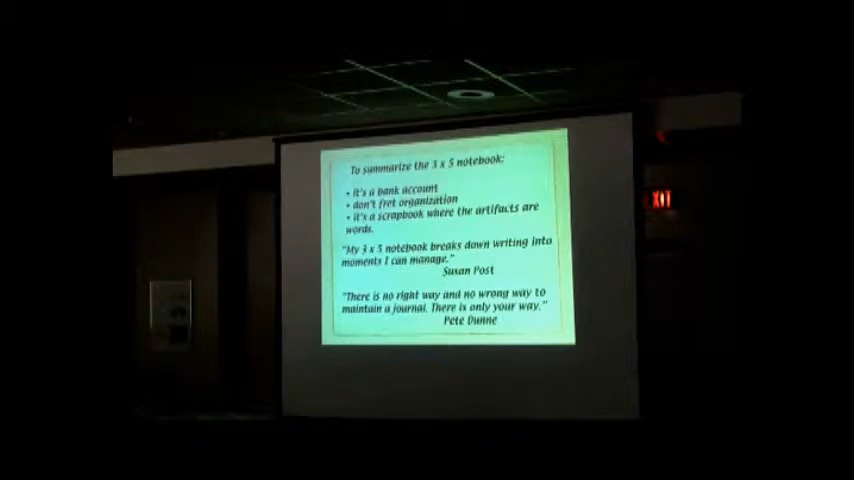 To summarize the 3 x 5 notebook:
• it's a bank account
• don't fret organization
• it's a scrapbook where the artifacts are
words.
"My 3 x 5 notebook breaks down writing into
moments I can manage."
Susan Post
"There is no right way and no wrong way to
maintain a journal. There is only your way."
Pete Dunne
EXIT